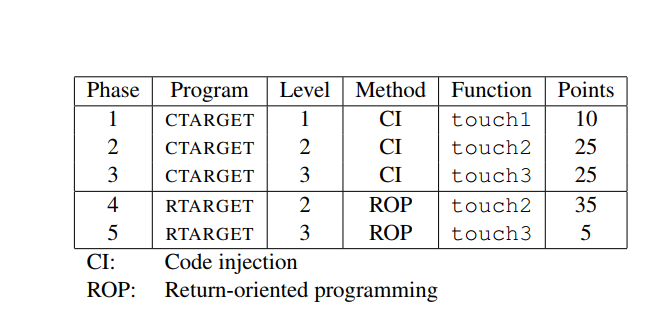 Phase Program Level Method Function Points
1 CTARGET 1 CI touch1 10
2 CTARGET 2 CI touch2 25
3 CTARGET 3 CI touch3 25
4 RTARGET 2 ROP touch2 35
5 RTARGET 3 ROP touch3 5
CI: Code injection
ROP: Return-oriented programming